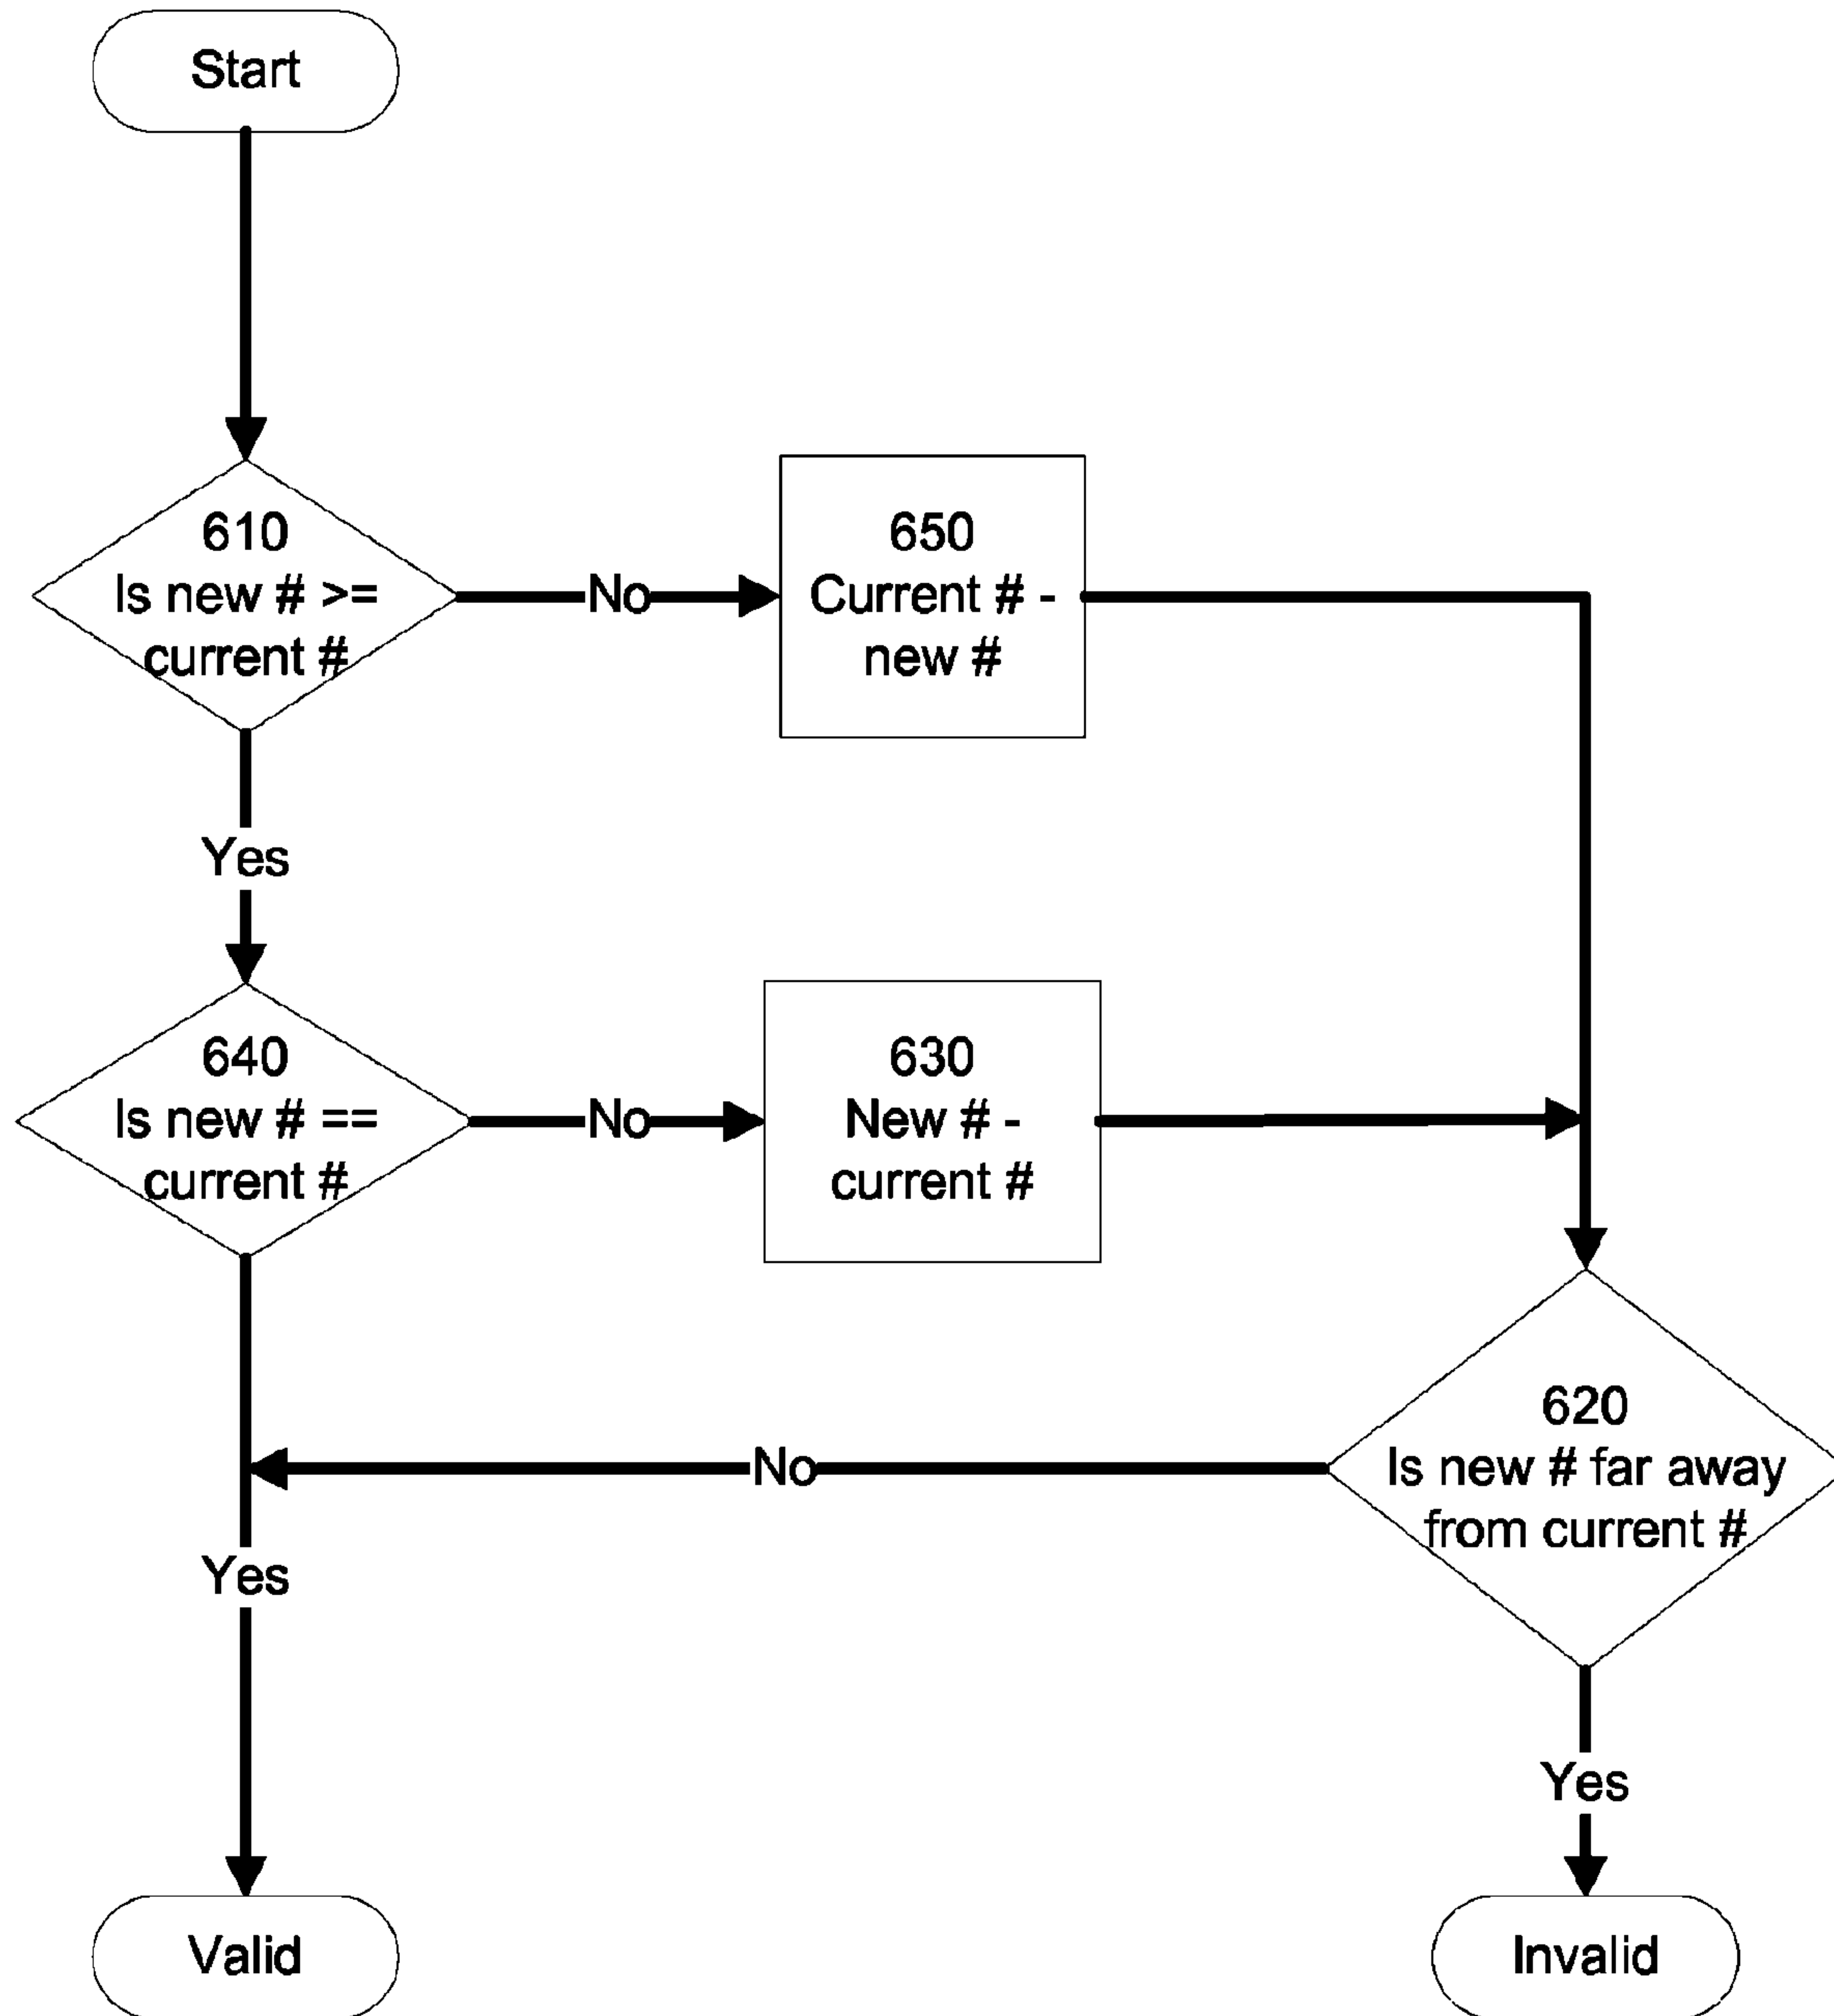 Start
610
Is new # >=
current #
No
650
Current # -
new #
Yes
640
Is new # ==
current #
No
630
New # -
current #
620
Is new # far away
from current #
No
Yes
Yes
Valid
Invalid